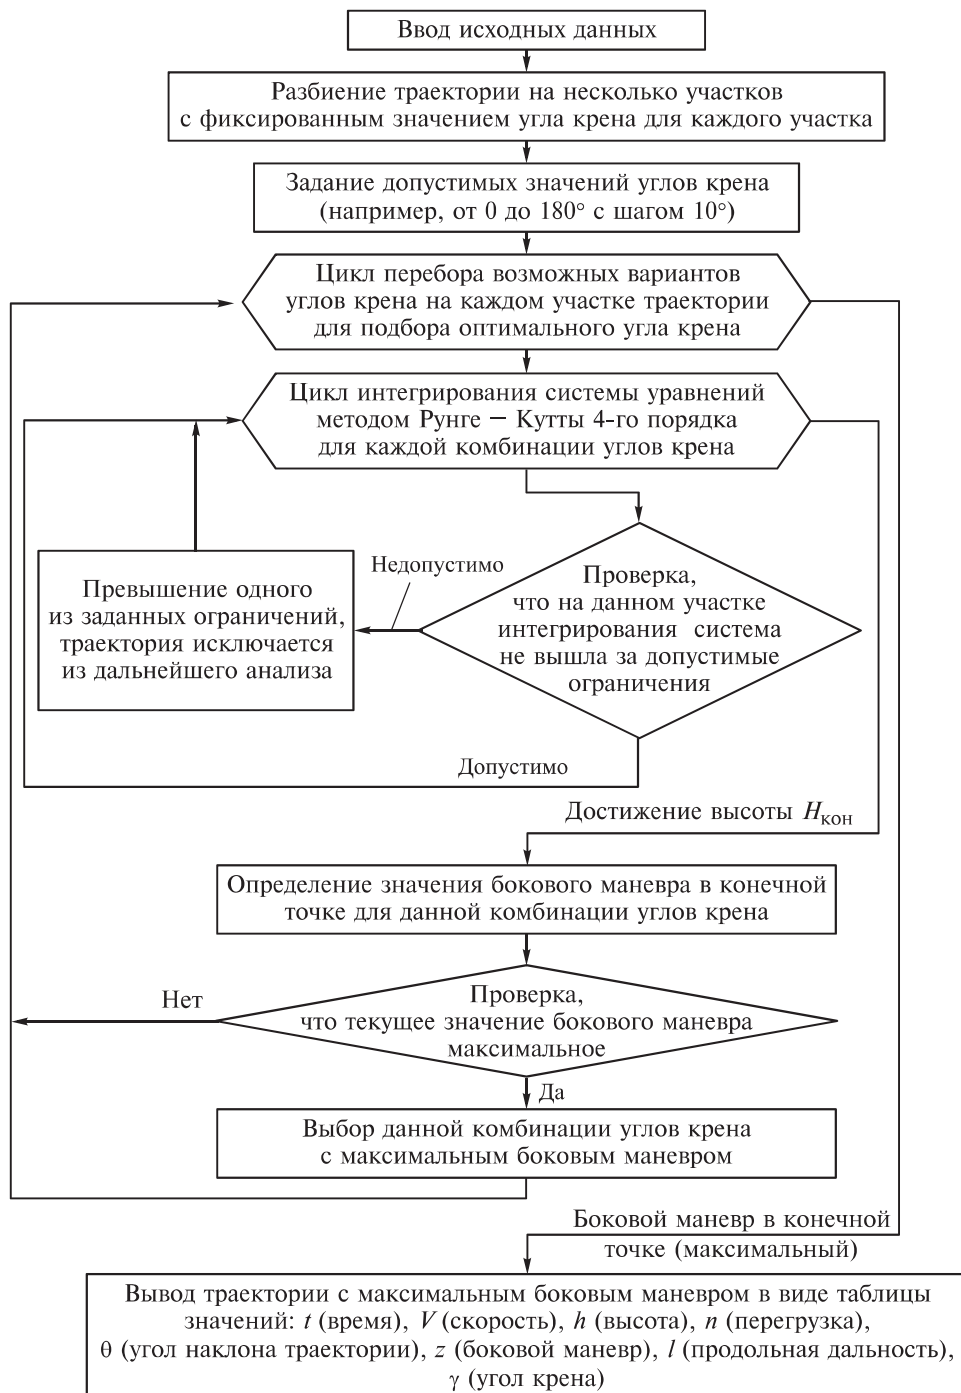 Ввод исходных данных
Разбиение траектории на несколько участков
с фиксированным значением угла крена для каждого участка
Задание допустимых значений углов крена
(например, от 0 до 180° с шагом 10°)
Цикл перебора возможных вариантов
углов крена на каждом участке траектории
для подбора оптимального угла крена
Цикл интегрирования системы уравнений
методом Рунге – Кутты 4-го порядка
для каждой комбинации углов крена
Недопустимо
Превышение одного
из заданных ограничений,
траектория исключается
из дальнейшего анализа
Проверка,
что на данном участке
интегрирования система
не вышла за допустимые
ограничения
Допустимо
Достижение высоты Hкон
Определение значения бокового маневра в конечной
точке для данной комбинации углов крена
Нет
Проверка,
что текущее значение бокового маневра
максимальное
Да
Выбор данной комбинации углов крена
с максимальным боковым маневром
Боковой маневр в конечной
точке (максимальный)
Вывод траектории с максимальным боковым маневром в виде таблицы
значений: t (время), V (скорость), h (высота), n (перегрузка),
θ (угол наклона траектории), z (боковой маневр), l (продольная дальность),
γ (угол крена)